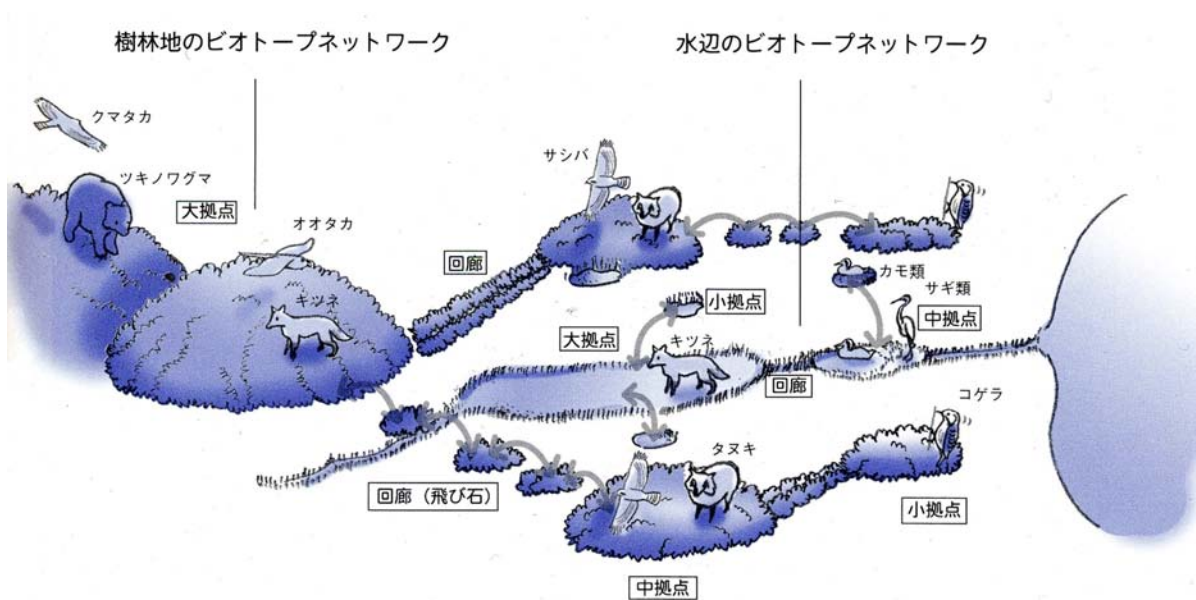 樹林地のビオトープネットワーク
水辺のビオトープネットワーク
クマタカ
ツキノワグマ
大拠点
オオタカ
キツネ
サシバ
回廊
小拠点
大拠点
キツネ
カモ類
サギ類
中拠点
回廊
コゲラ
タヌキ
回廊（飛び石）
小拠点
中拠点